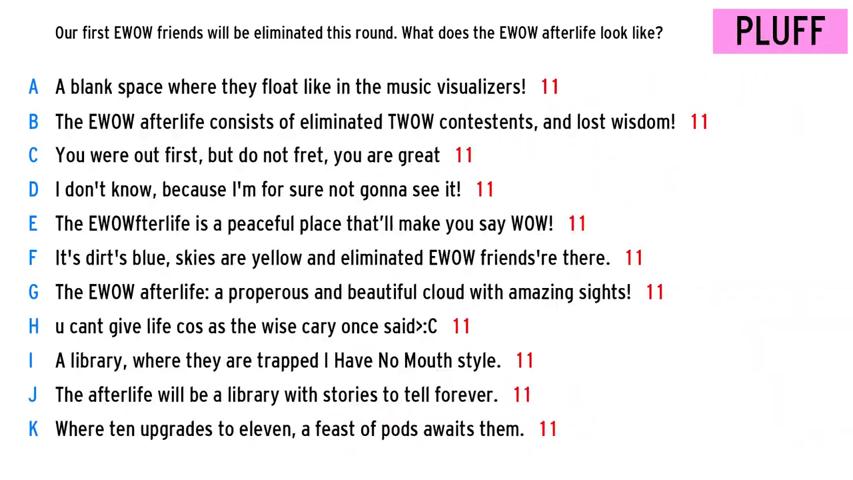 Our first EWOW friends will be eliminated this round. What does the EWOW afterlife look like?
PLUFF
A A blank space where they float like in the music visualizers! 11
B The EWOW afterlife consists of eliminated TWOW contestents, and lost wisdom! 11
C You were out first, but do not fret, you are great 11
D I don't know, because I'm for sure not gonna see it! 11
E The EWOWfterlife is a peaceful place that'll make you say WOW! 11
F It's dirt's blue, skies are yellow and eliminated EWOW friends're there. 11
G The EWOW afterlife: a properous and beautiful cloud with amazing sights! 11
H u cant give life cos as the wise cary once said>:C 11
I A library, where they are trapped I Have No Mouth style. 11
J The afterlife will be a library with stories to tell forever. 11
K Where ten upgrades to eleven, a feast of pods awaits them. 11